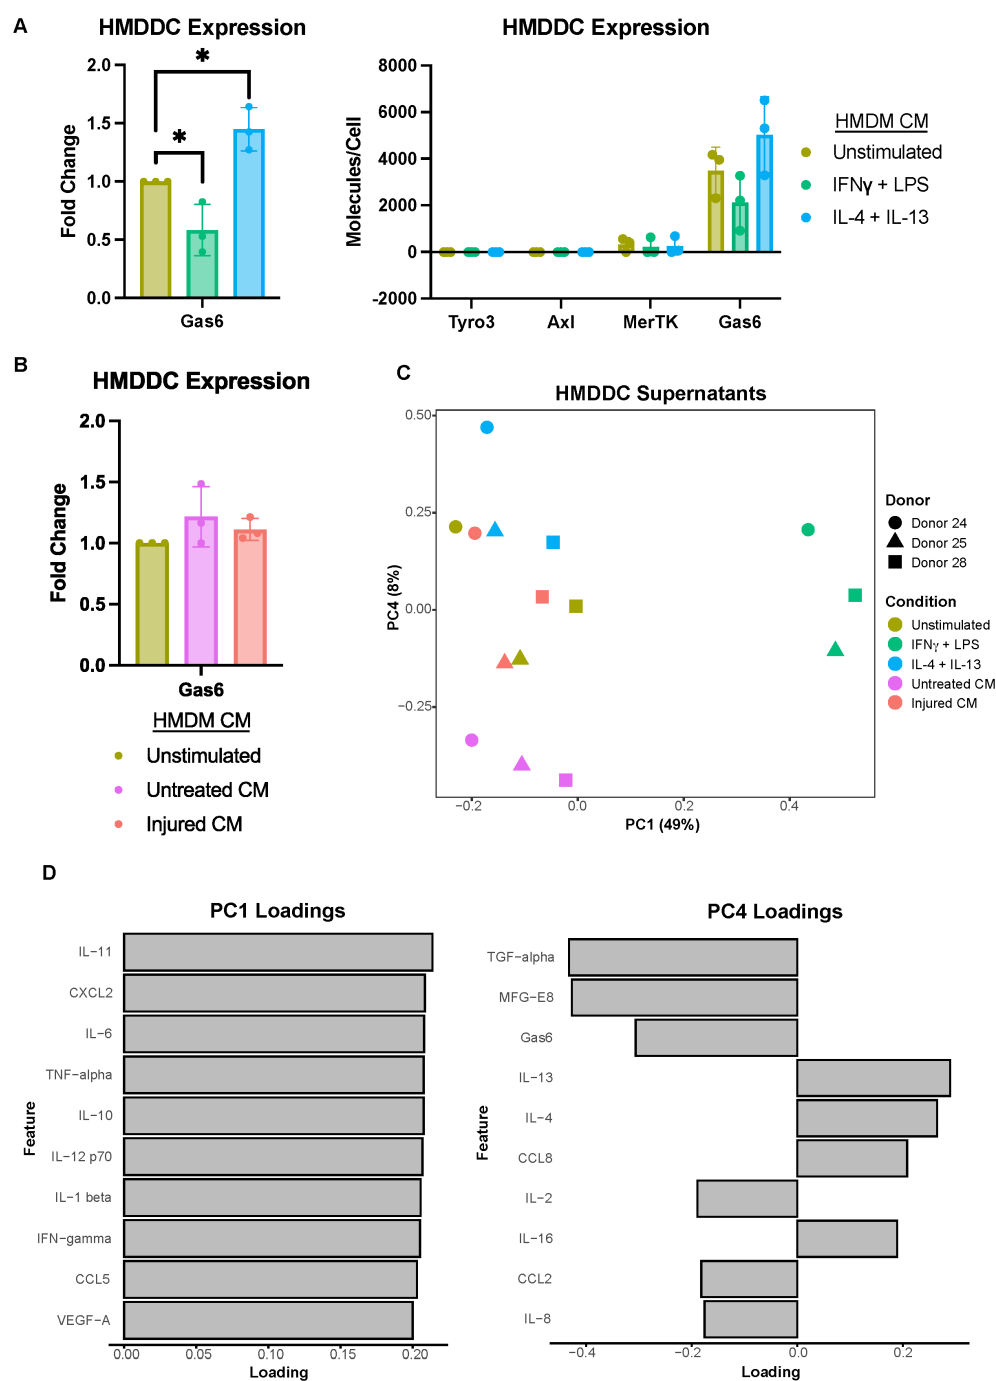 A
HMDDC Expression
2.0
1.5
1.0
0.5
0.0
Fold Change
*
*
Gas6
HMDDC Expression
8000
6000
4000
2000
0
-2000
Molecules/Cell
Tyro3 Axl MerTK Gas6
HMDM CM
Unstimulated
IFNγ + LPS
IL-4 + IL-13
B
HMDDC Expression
2.0
1.5
1.0
0.5
0.0
Fold Change
Gas6
HMDM CM
Unstimulated
Untreated CM
Injured CM
C
HMDDC Supernatants
0.50
0.25
0.00
−0.25
PC4 (8%)
−0.2 0.0 0.2 0.4
PC1 (49%)
Donor
Donor 24
Donor 25
Donor 28
Condition
Unstimulated
IFNγ + LPS
IL-4 + IL-13
Untreated CM
Injured CM
D
PC1 Loadings
Feature
IL−11
CXCL2
IL−6
TNF−alpha
IL−10
IL−12 p70
IL−1 beta
IFN−gamma
CCL5
VEGF−A
0.00 0.05 0.10 0.15 0.20
Loading
PC4 Loadings
Feature
TGF−alpha
MFG−E8
Gas6
IL−13
IL−4
CCL8
IL−2
IL−16
CCL2
IL−8
−0.4 −0.2 0.0 0.2
Loading